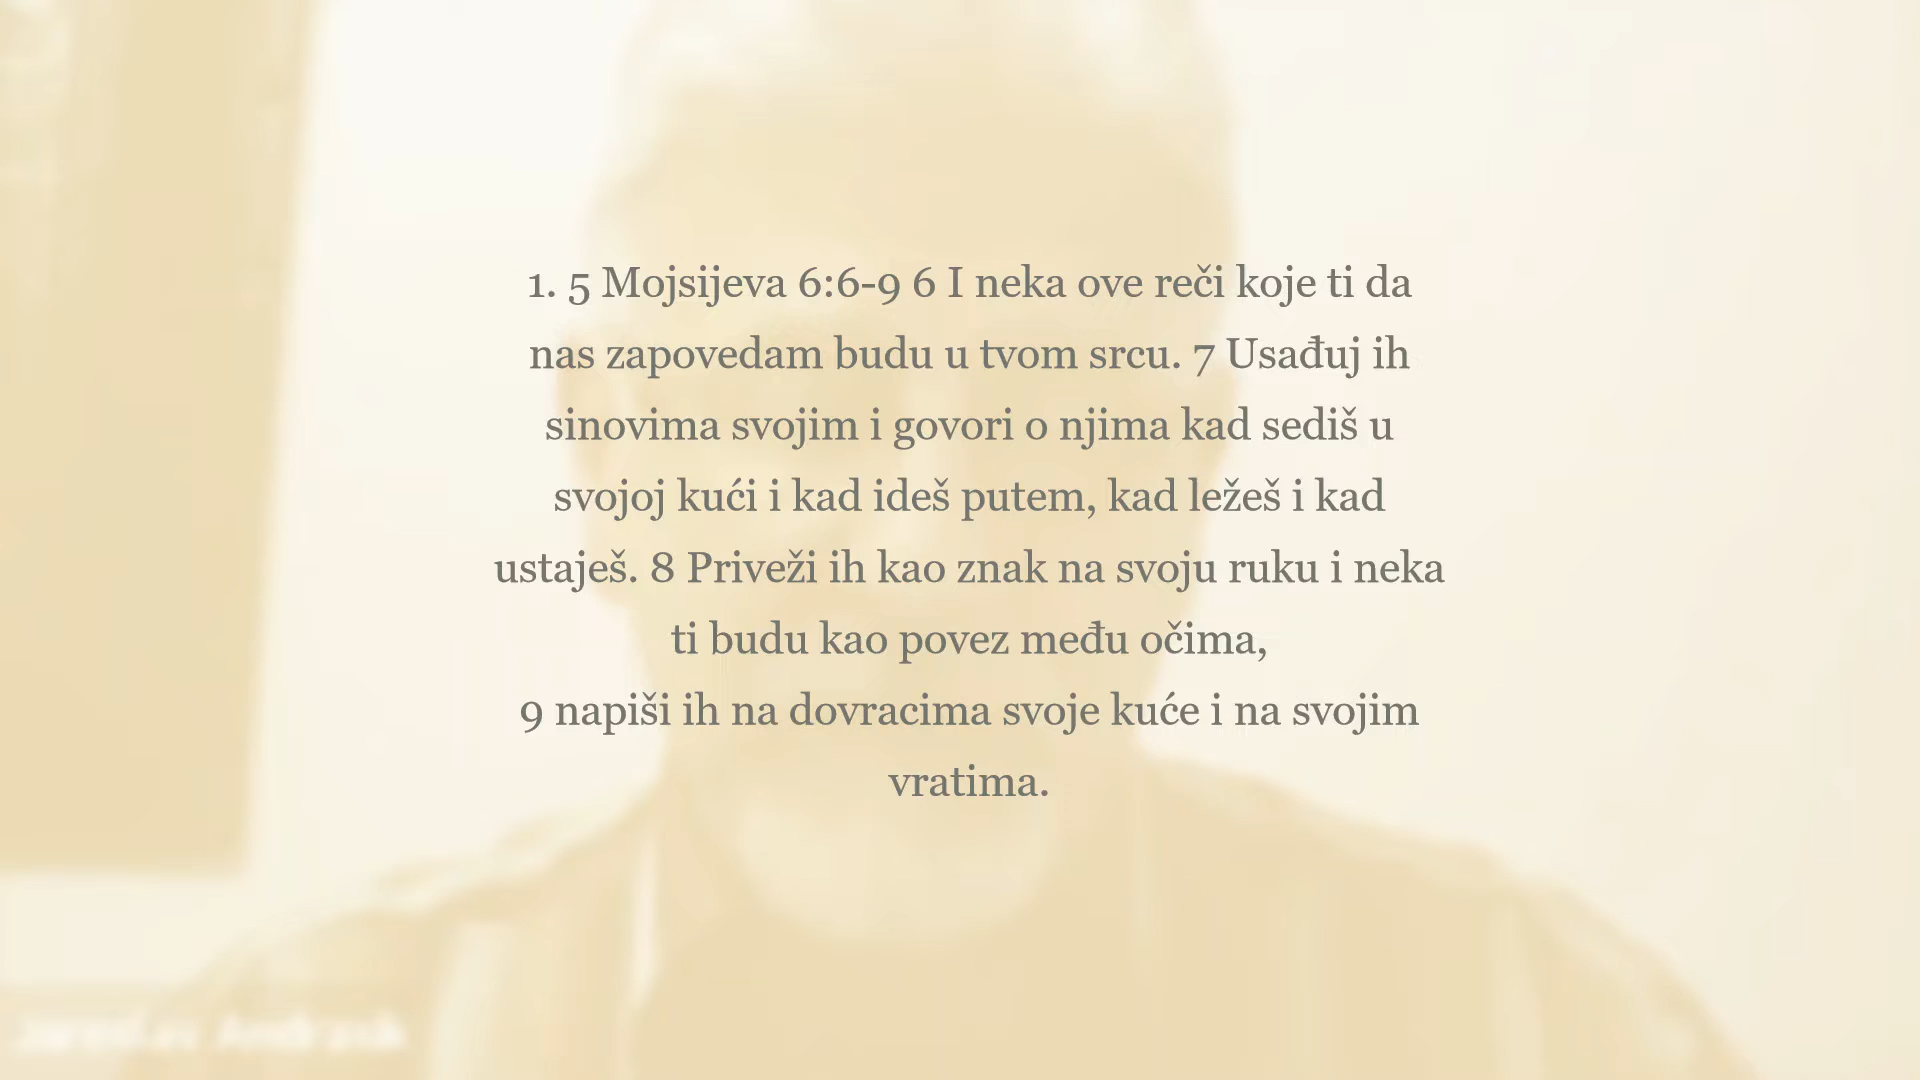 1. 5 Mojsijeva 6:6-9 6 I neka ove reči koje ti da
nas zapovedam budu u tvom srcu. 7 Usađuj ih
sinovima svojim i govori o njima kad sediš u
svojoj kući i kad ideš putem, kad ležeš i kad
ustaješ. 8 Priveži ih kao znak na svoju ruku i neka
ti budu kao povez među očima,
9 napiši ih na dovracima svoje kuće i na svojim
vratima.